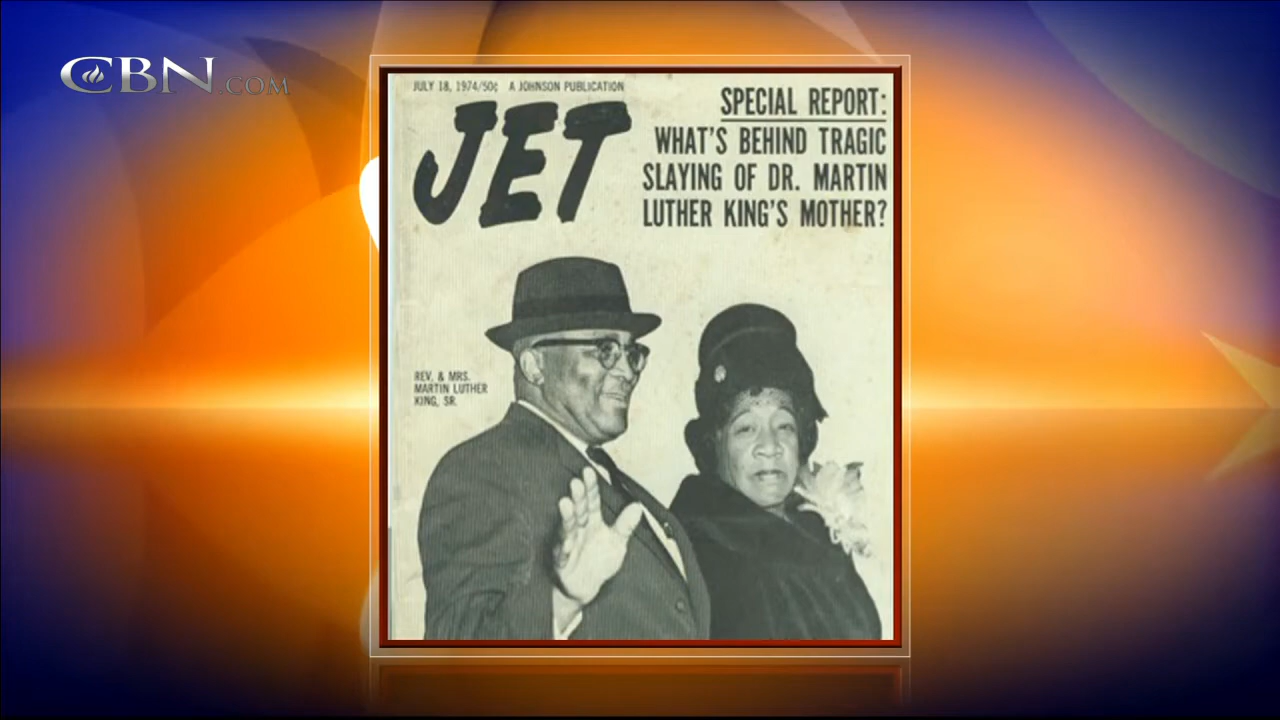 CBN.COM
JULY 18, 1974/50¢ A JOHNSON PUBLICATION
JET
SPECIAL REPORT:
WHAT'S BEHIND TRAGIC
SLAYING OF DR. MARTIN
LUTHER KING'S MOTHER?
REV. & MRS.
MARTIN LUTHER
KING, SR.